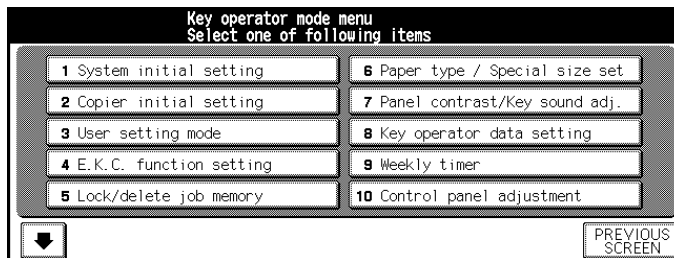 Key operator mode menu
Select one of following items
1 System initial setting
2 Copier initial setting
3 User setting mode
4 E.K.C. function setting
5 Lock/delete job memory
6 Paper type / Special size set
7 Panel contrast/Key sound adj.
8 Key operator data setting
9 Weekly timer
10 Control panel adjustment
PREVIOUS
SCREEN